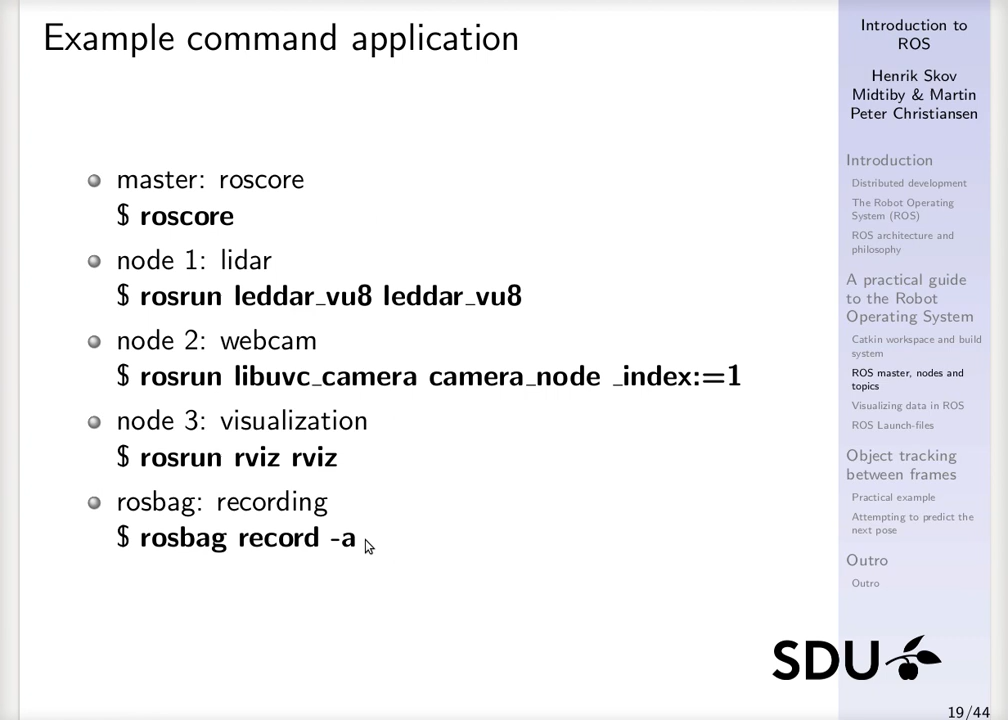 Example command application
master: roscore
$ roscore
node 1: lidar
$ rosrun leddar_vu8 leddar_vu8
node 2: webcam
$ rosrun libuvc_camera camera_node _index:=1
node 3: visualization
$ rosrun rviz rviz
rosbag: recording
$ rosbag record -a
Introduction to
ROS
Henrik Skov
Midtiby & Martin
Peter Christiansen
Introduction
Distributed development
The Robot Operating
System (ROS)
ROS architecture and
philosophy
A practical guide
to the Robot
Operating System
Catkin workspace and build
system
ROS master, nodes and
topics
Visualizing data in ROS
ROS Launch-files
Object tracking
between frames
Practical example
Attempting to predict the
next pose
Outro
Outro
SDU
19/44